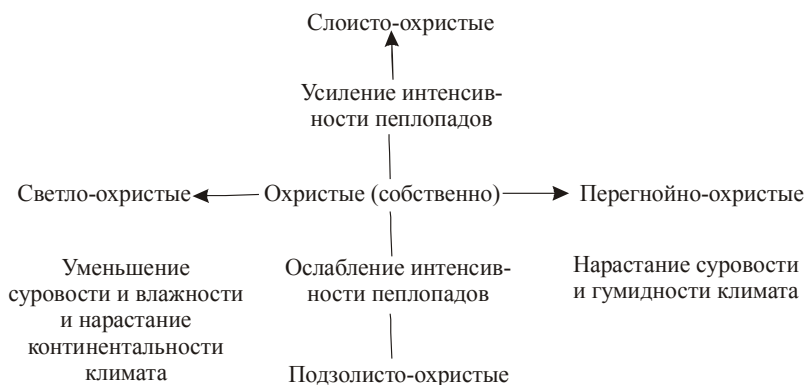 Слоисто-охристые
Усиление интенсив-
ности пеплопадов
Светло-охристые
Охристые (собственно)
Перегнойно-охристые
Уменьшение
суровости и влажности
и нарастание
континентальности
климата
Ослабление интенсив-
ности пеплопадов
Нарастание суровости
и гумидности климата
Подзолисто-охристые